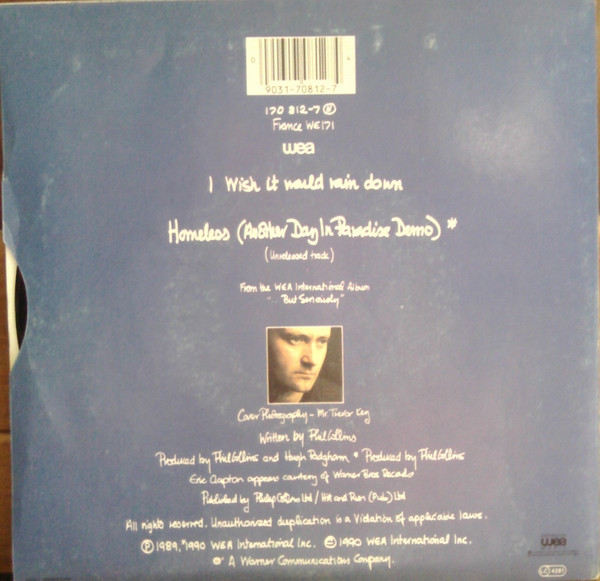 0 4
9031-70812-7
170 812-7 Ⓝ
France WE171
wea
I Wish it would rain down
Homeless (Another Day In Paradise Demo) *
(Unreleased track)
From the WEA International Album
"... But Seriously"
Cover Photography - Mr. Trevor Key
Written by Phil Collins
Produced by Phil Collins and Hugh Padgham * Produced by Phil Collins
Eric Clapton appears courtesy of Warner Bros Records
Published by Philip Collins Ltd / Hit and Run (Pub.) Ltd
All rights reserved. Unauthorized duplication is a Violation of applicable laws.
Ⓟ 1989, *1990 WEA International Inc. © 1990 WEA International Inc.
A Warner Communications Company.
wea
4281